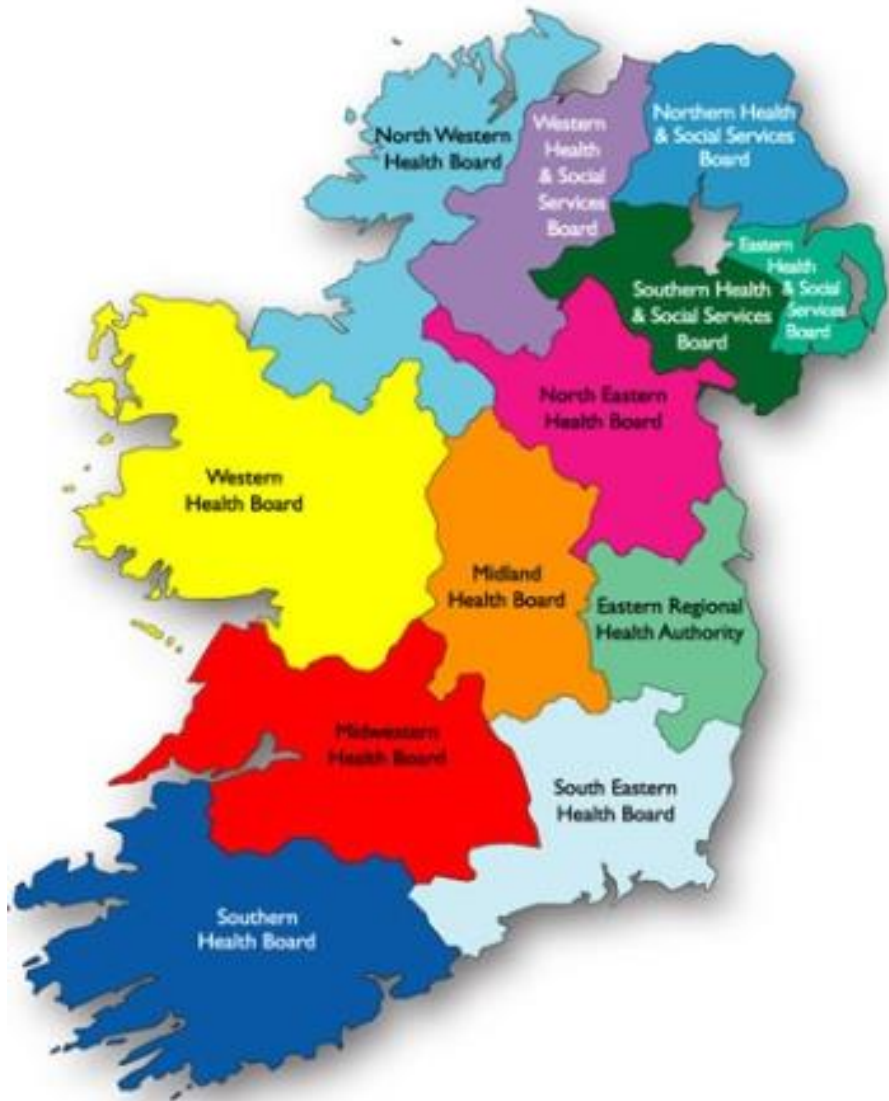 North Western
Health Board
Western
Health
& Social
Services
Board
Northern Health
& Social Services
Board
Eastern
Health
& Social
Services
Board
Southern Health
& Social Services
Board
North Eastern
Health Board
Western
Health Board
Midland
Health Board
Eastern Regional
Health Authority
Midwestern
Health Board
South Eastern
Health Board
Southern
Health Board